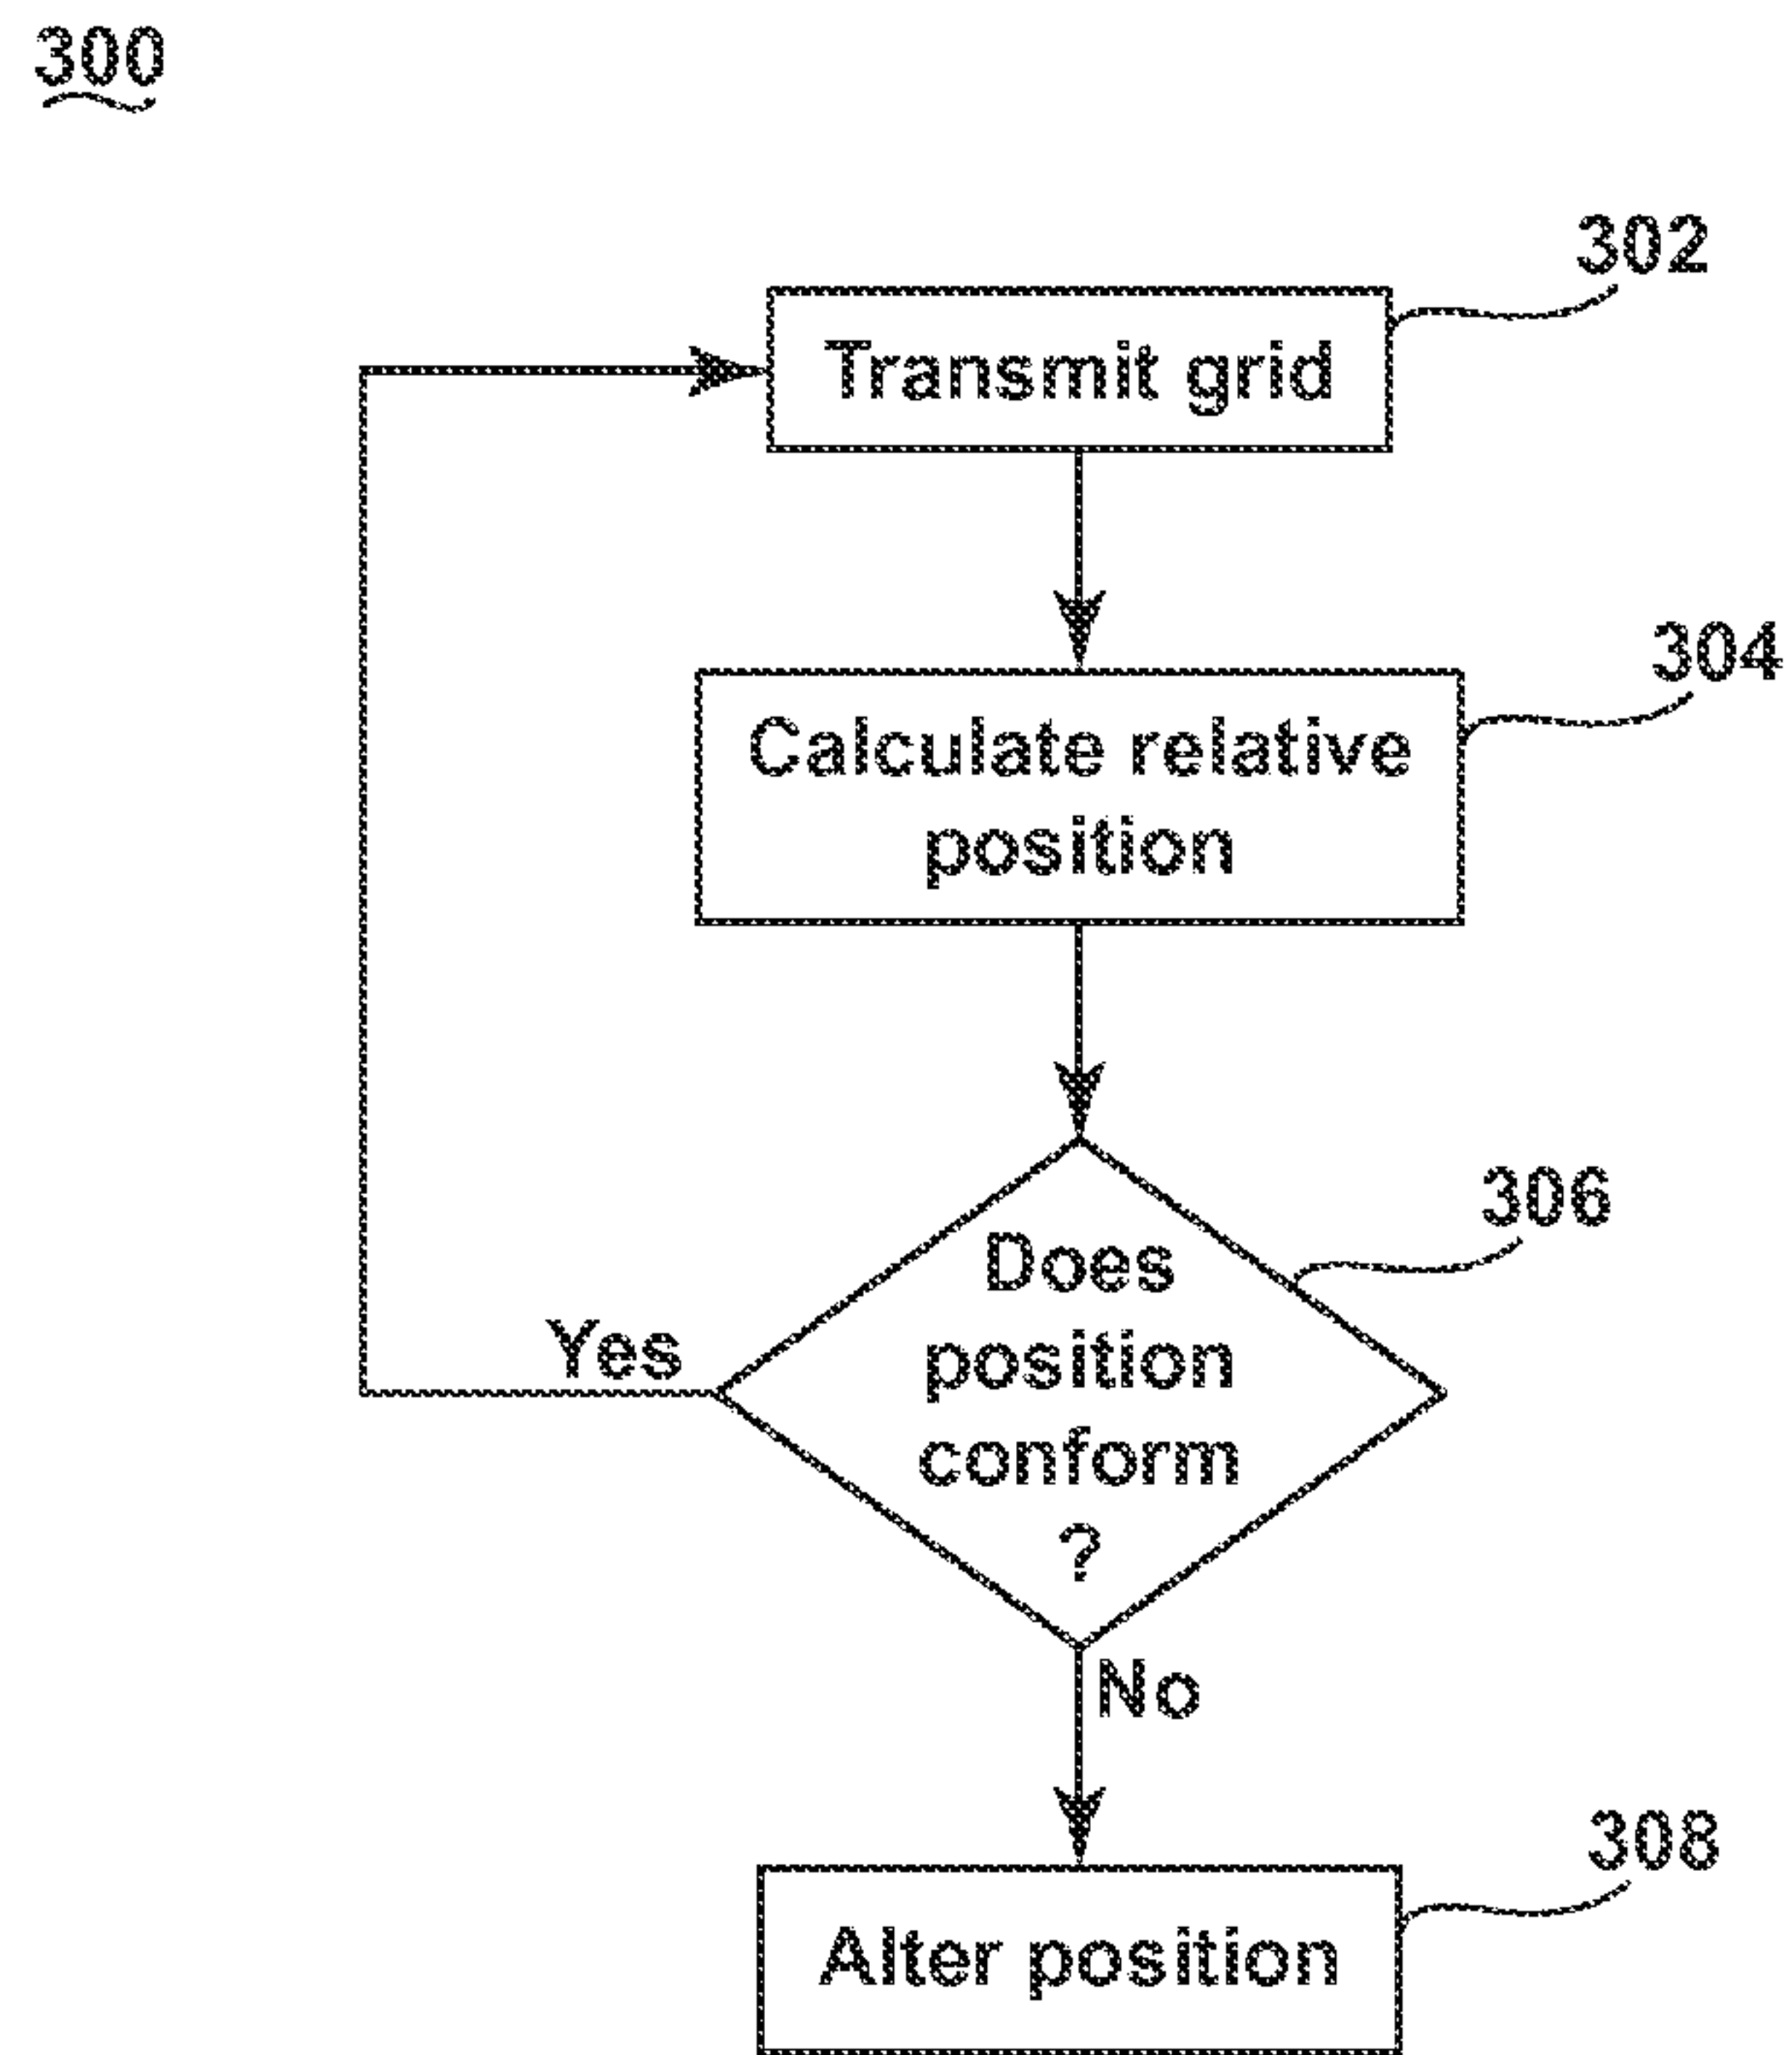 300
302
Transmit grid
304
Calculate relative
position
306
Does
position
conform
?
Yes
No
308
Alter position